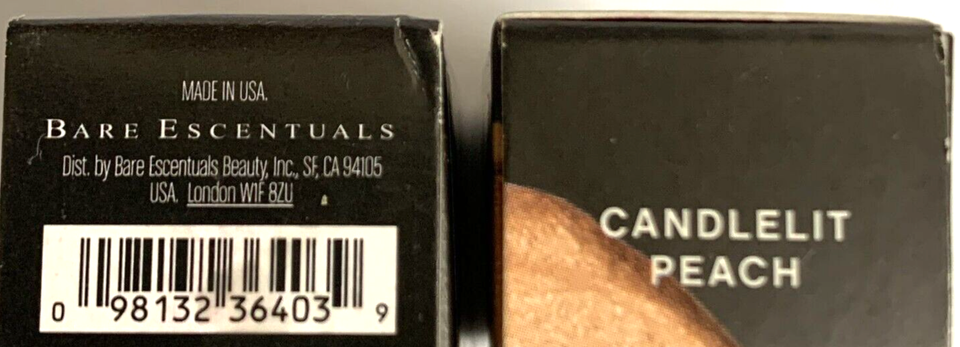 MADE IN USA.
BARE ESCENTUALS
Dist. by Bare Escentuals Beauty, Inc., SF, CA 94105
USA. London W1F 8ZU
0 98132 36403 9
CANDLELIT
PEACH